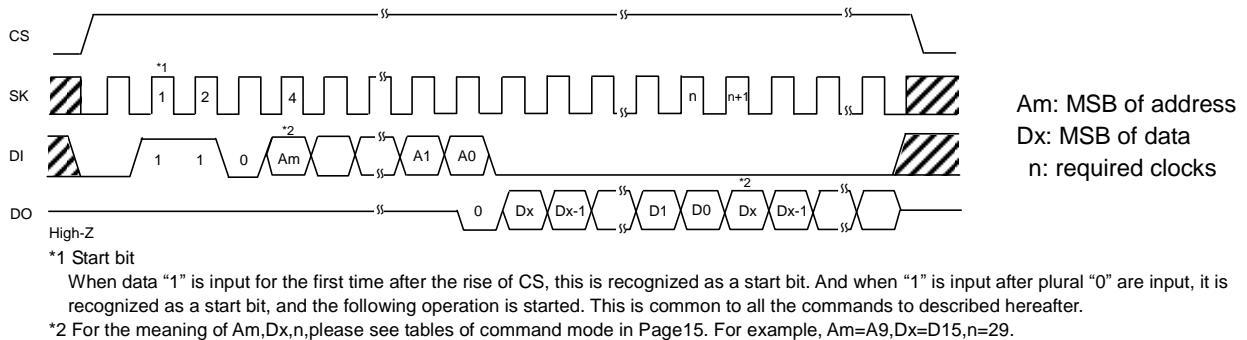 CS
*1
SK 1 2 4 n n+1
*2
DI 1 1 0 Am A1 A0
*2
DO 0 Dx Dx-1 D1 D0 Dx Dx-1
High-Z
Am: MSB of address
Dx: MSB of data
n: required clocks
*1 Start bit
When data “1” is input for the first time after the rise of CS, this is recognized as a start bit. And when “1” is input after plural “0” are input, it is
recognized as a start bit, and the following operation is started. This is common to all the commands to described hereafter.
*2 For the meaning of Am,Dx,n,please see tables of command mode in Page15. For example, Am=A9,Dx=D15,n=29.